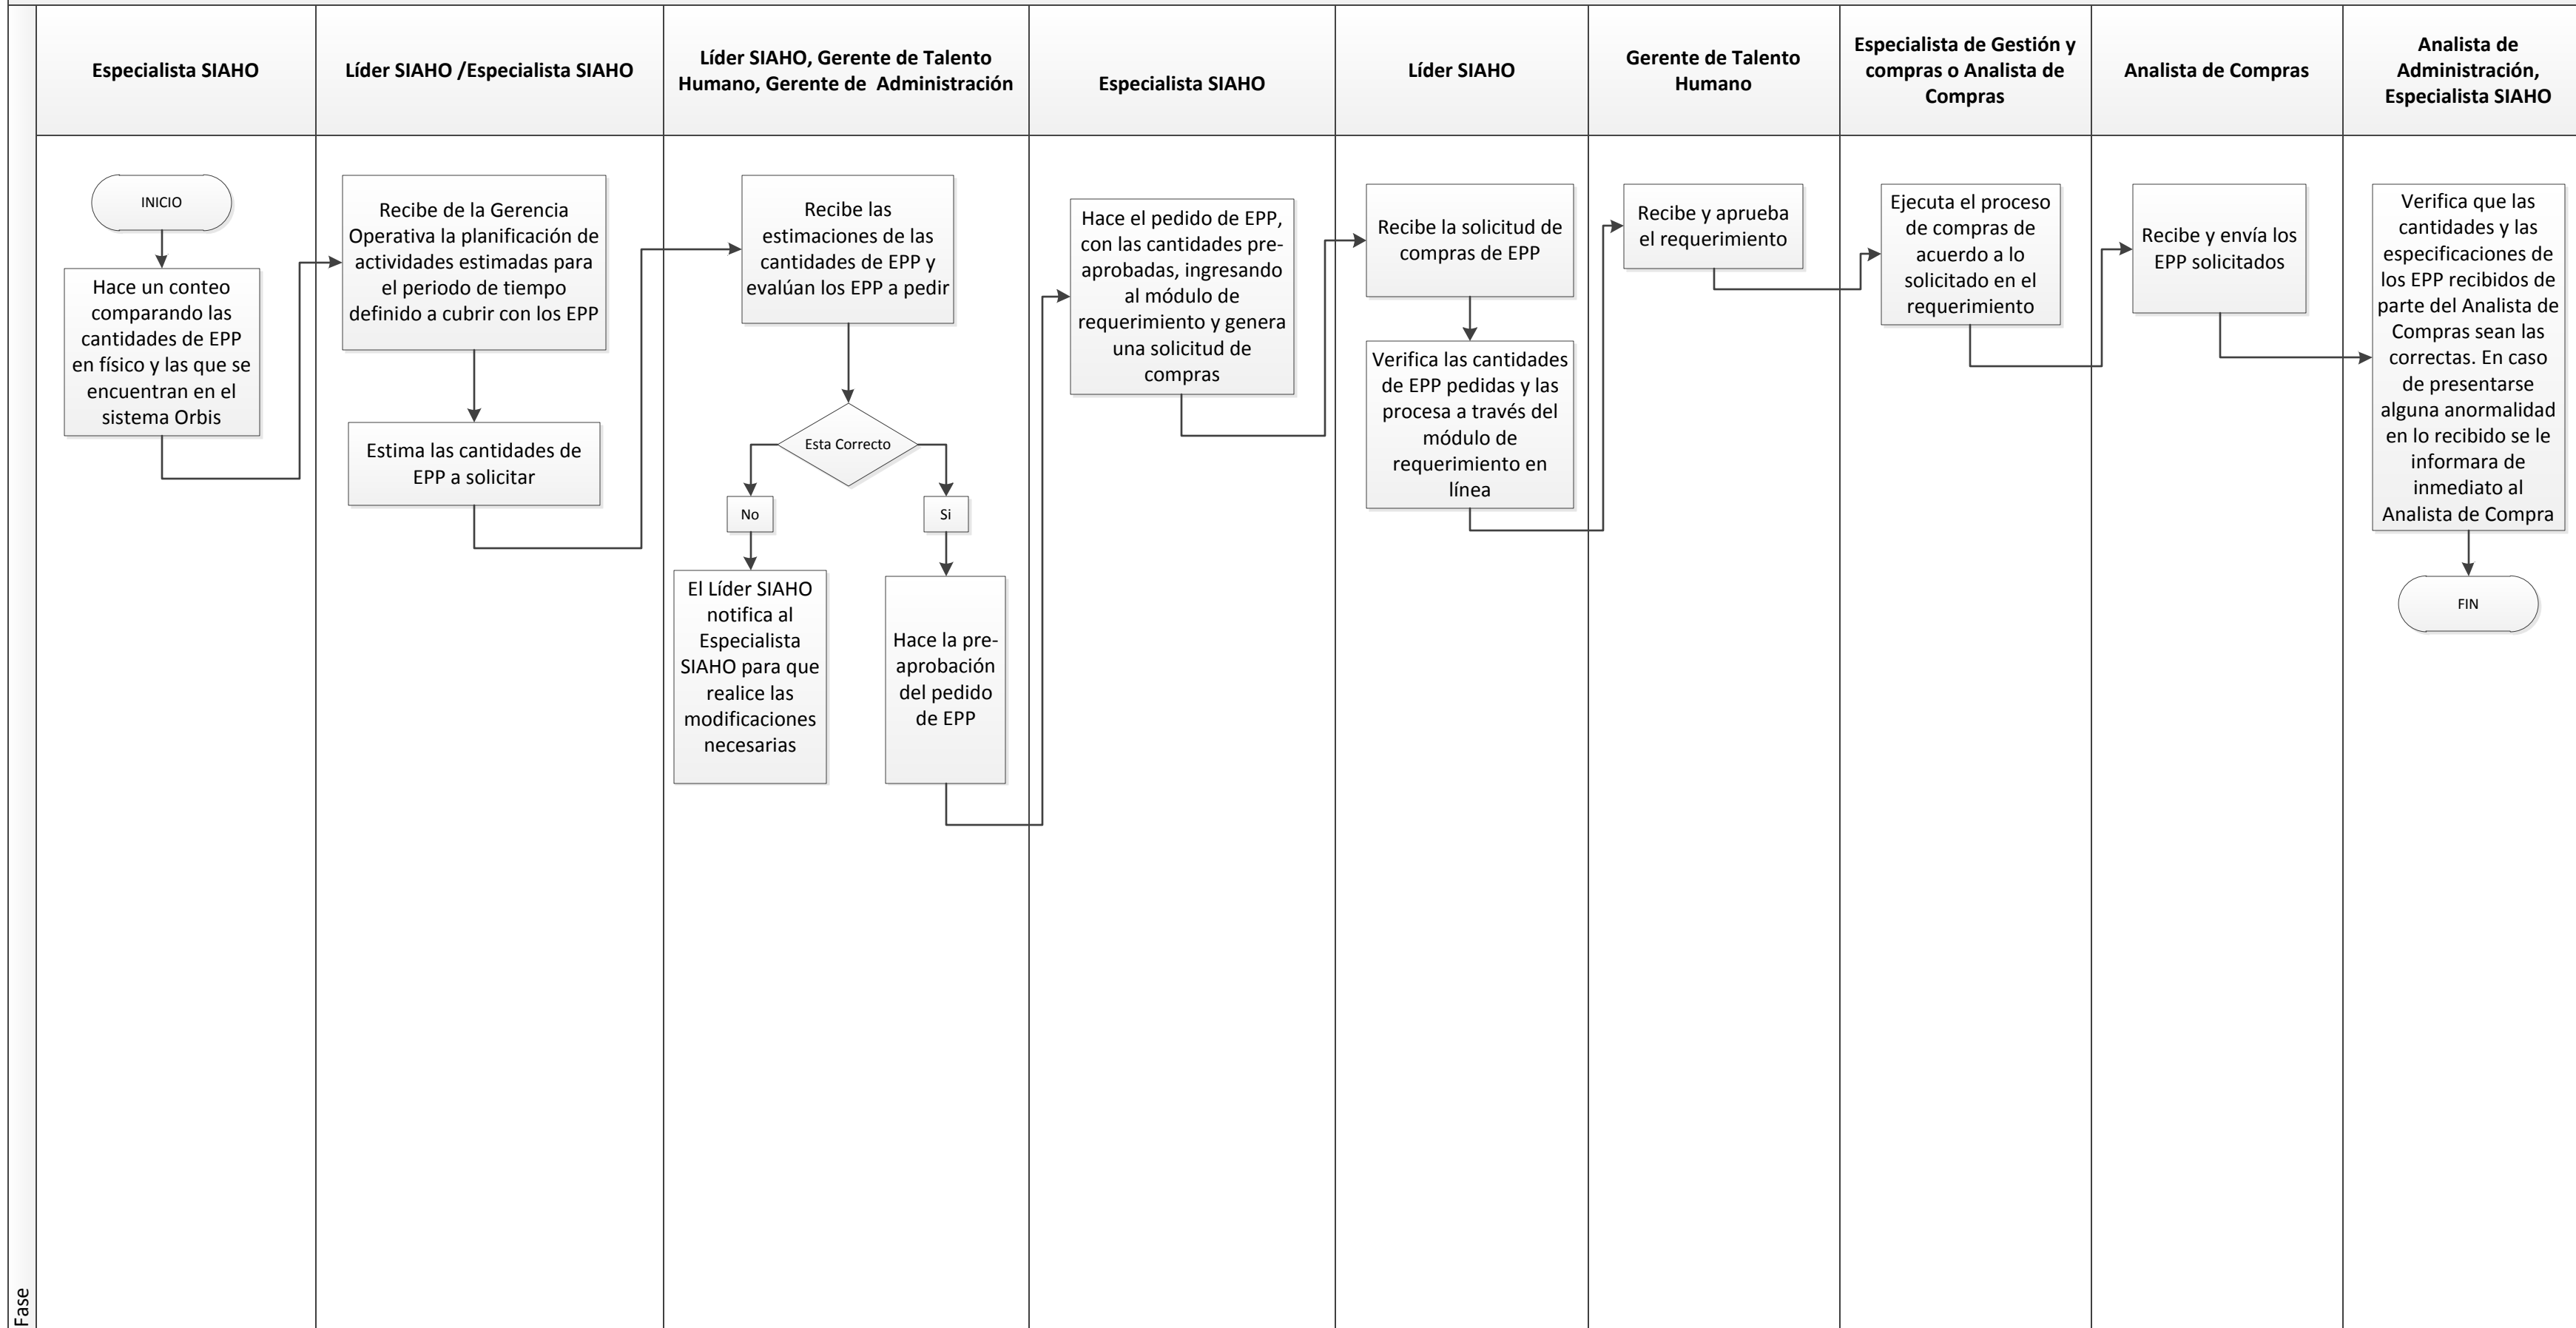 Especialista SIAHO
Líder SIAHO /Especialista SIAHO
Líder SIAHO, Gerente de Talento
Humano, Gerente de  Administración
Especialista SIAHO
Líder SIAHO
Gerente de Talento
Humano
Especialista de Gestión y
compras o Analista de
Compras
Analista de Compras
Analista de
Administración,
Especialista SIAHO
INICIO
Hace un conteo
comparando las
cantidades de EPP
en físico y las que se
encuentran en el
sistema Orbis
Recibe de la Gerencia
Operativa la planificación de
actividades estimadas para
el periodo de tiempo
definido a cubrir con los EPP
Estima las cantidades de
EPP a solicitar
Recibe las
estimaciones de las
cantidades de EPP y
evalúan los EPP a pedir
Esta Correcto
No
Si
El Líder SIAHO
notifica al
Especialista
SIAHO para que
realice las
modificaciones
necesarias
Hace la pre-
aprobación
del pedido
de EPP
Hace el pedido de EPP,
con las cantidades pre-
aprobadas, ingresando
al módulo de
requerimiento y genera
una solicitud de
compras
Recibe la solicitud de
compras de EPP
Verifica las cantidades
de EPP pedidas y las
procesa a través del
módulo de
requerimiento en
línea
Recibe y aprueba
el requerimiento
Ejecuta el proceso
de compras de
acuerdo a lo
solicitado en el
requerimiento
Recibe y envía los
EPP solicitados
Verifica que las
cantidades y las
especificaciones de
los EPP recibidos de
parte del Analista de
Compras sean las
correctas. En caso
de presentarse
alguna anormalidad
en lo recibido se le
informara de
inmediato al
Analista de Compra
FIN
Fase